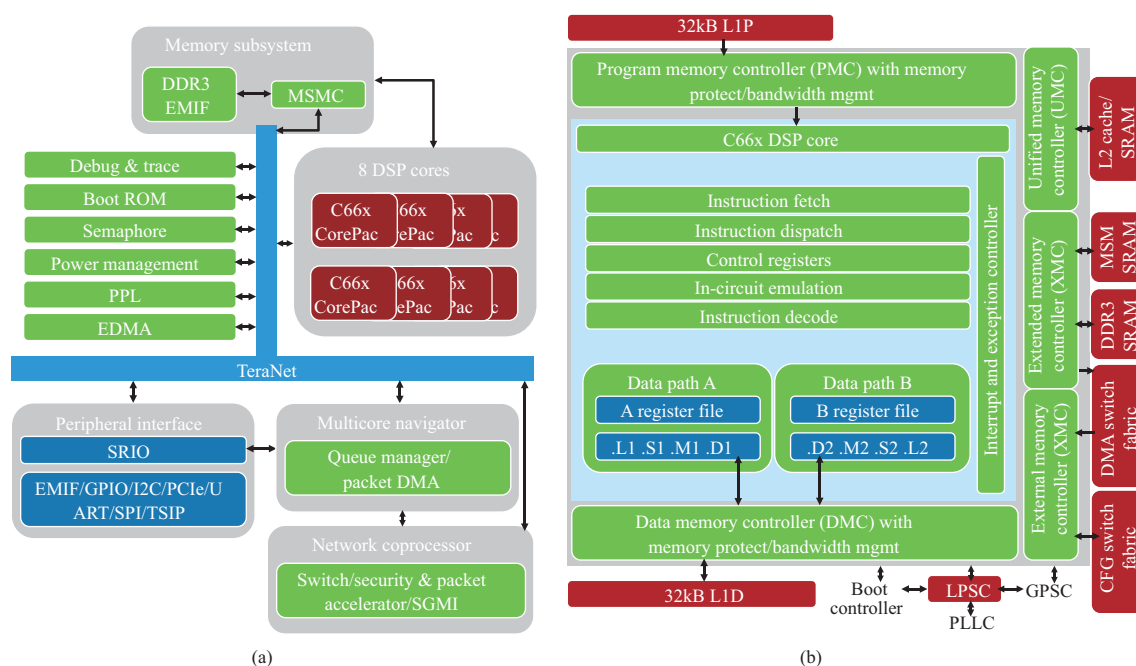 Memory subsystem
DDR3
EMIF
MSMC
Debug & trace
Boot ROM
Semaphore
Power management
PPL
EDMA
8 DSP cores
C66x
CorePac
66x
rePac
6x
Pac
x
c
C66x
CorePac
66x
rePac
6x
Pac
x
c
TeraNet
Peripheral interface
SRIO
EMIF/GPIO/I2C/PCIe/U
ART/SPI/TSIP
Multicore navigator
Queue manager/
packet DMA
Network coprocessor
Switch/security & packet
accelerator/SGMI
(a)
32kB L1P
Program memory controller (PMC) with memory
protect/bandwidth mgmt
C66x DSP core
Instruction fetch
Instruction dispatch
Control registers
In-circuit emulation
Instruction decode
Interrupt and exception controller
Data path A
A register file
.L1 .S1 .M1 .D1
Data path B
B register file
.D2 .M2 .S2 .L2
Data memory controller (DMC) with
memory protect/bandwidth mgmt
32kB L1D
Unified memory
controller (UMC)
Extended memory
controller (XMC)
External memory
controller (XMC)
L2 cache/
SRAM
MSM
SRAM
DDR3
SRAM
DMA switch
fabric
CFG switch
fabric
Boot
controller
LPSC
GPSC
PLLC
(b)